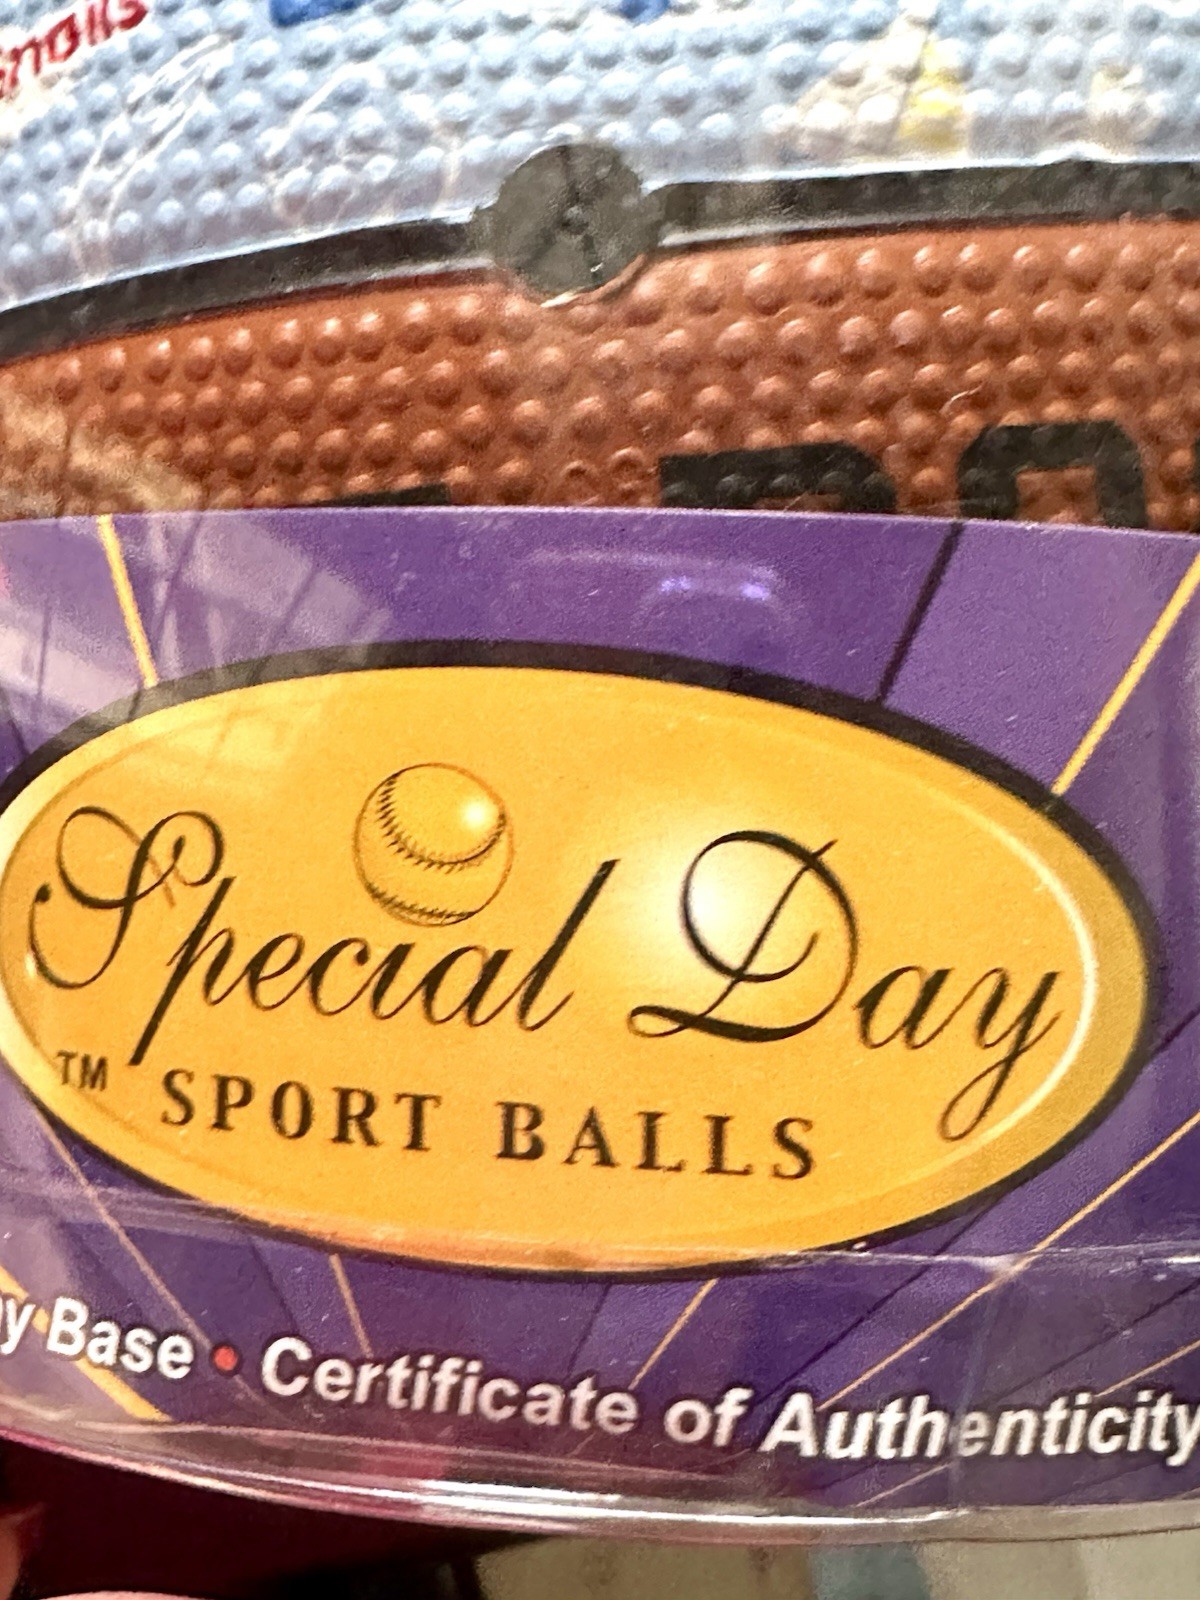 Special Day
TM SPORT BALLS
Base • Certificate of Authenticity